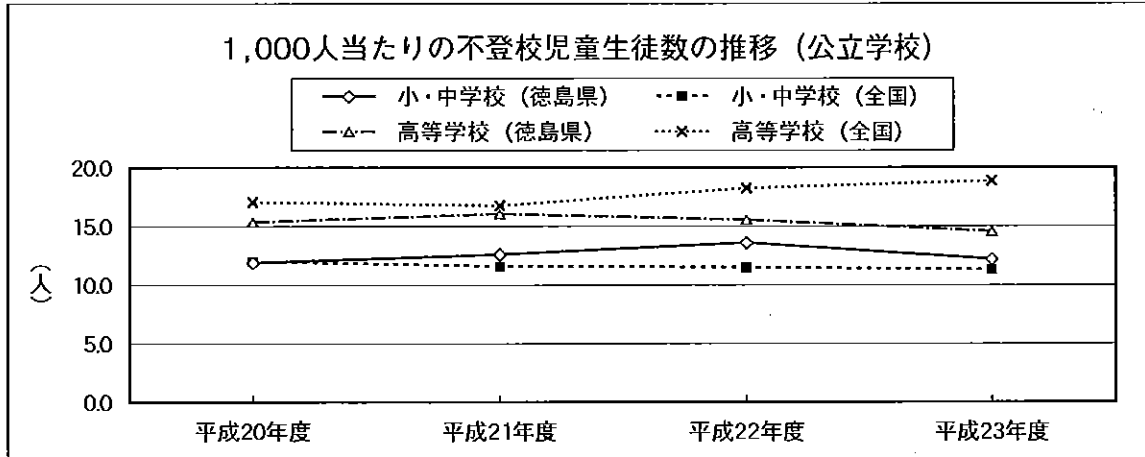 1,000人当たりの不登校児童生徒数の推移（公立学校）
小・中学校（徳島県） 小・中学校（全国）
高等学校（徳島県） 高等学校（全国）
20.0
15.0
10.0
5.0
0.0
（人）
平成20年度 平成21年度 平成22年度 平成23年度